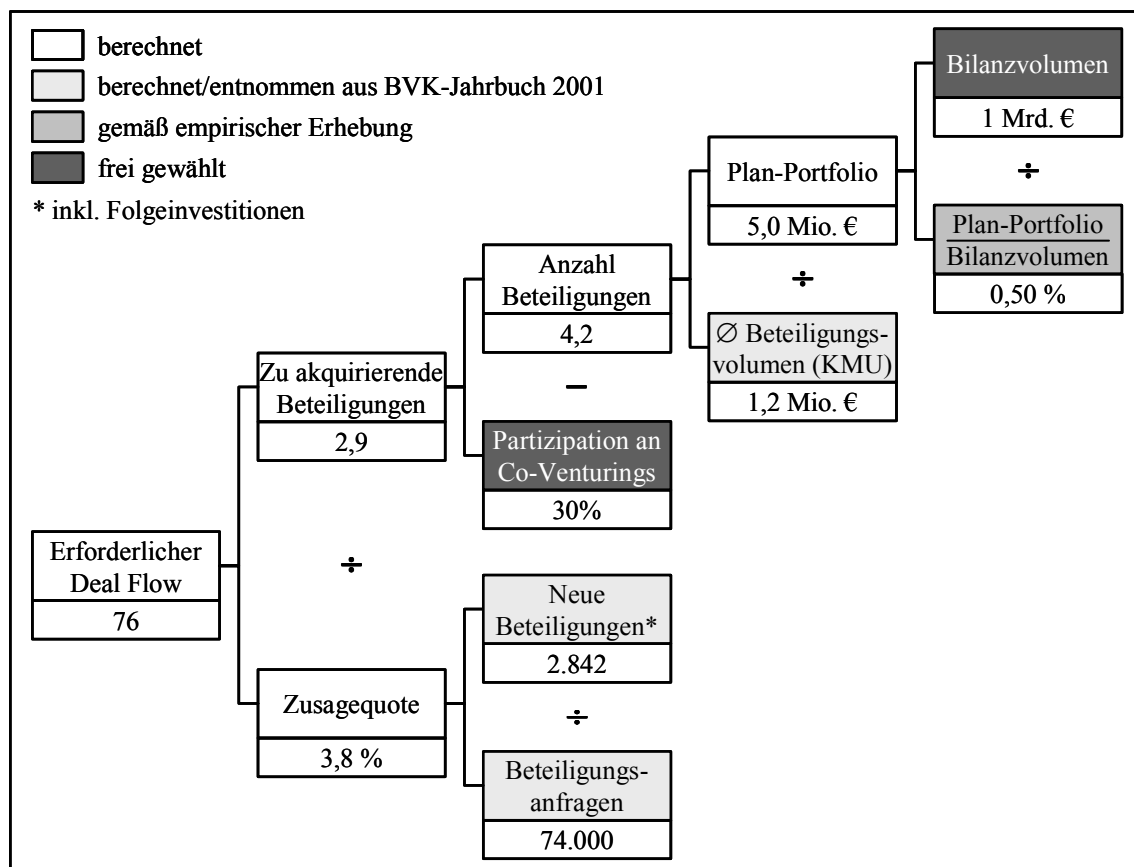 berechnet
berechnet/entnommen aus BVK-Jahrbuch 2001
gemäß empirischer Erhebung
frei gewählt
* inkl. Folgeinvestitionen
Bilanzvolumen
1 Mrd. €
÷
Plan-Portfolio
Bilanzvolumen
0,50 %
Plan-Portfolio
5,0 Mio. €
÷
∅ Beteiligungs-
volumen (KMU)
1,2 Mio. €
Anzahl
Beteiligungen
4,2
–
Partizipation an
Co-Venturings
30%
Zu akquirierende
Beteiligungen
2,9
÷
Zusagequote
3,8 %
Neue
Beteiligungen*
2.842
÷
Beteiligungs-
anfragen
74.000
Erforderlicher
Deal Flow
76